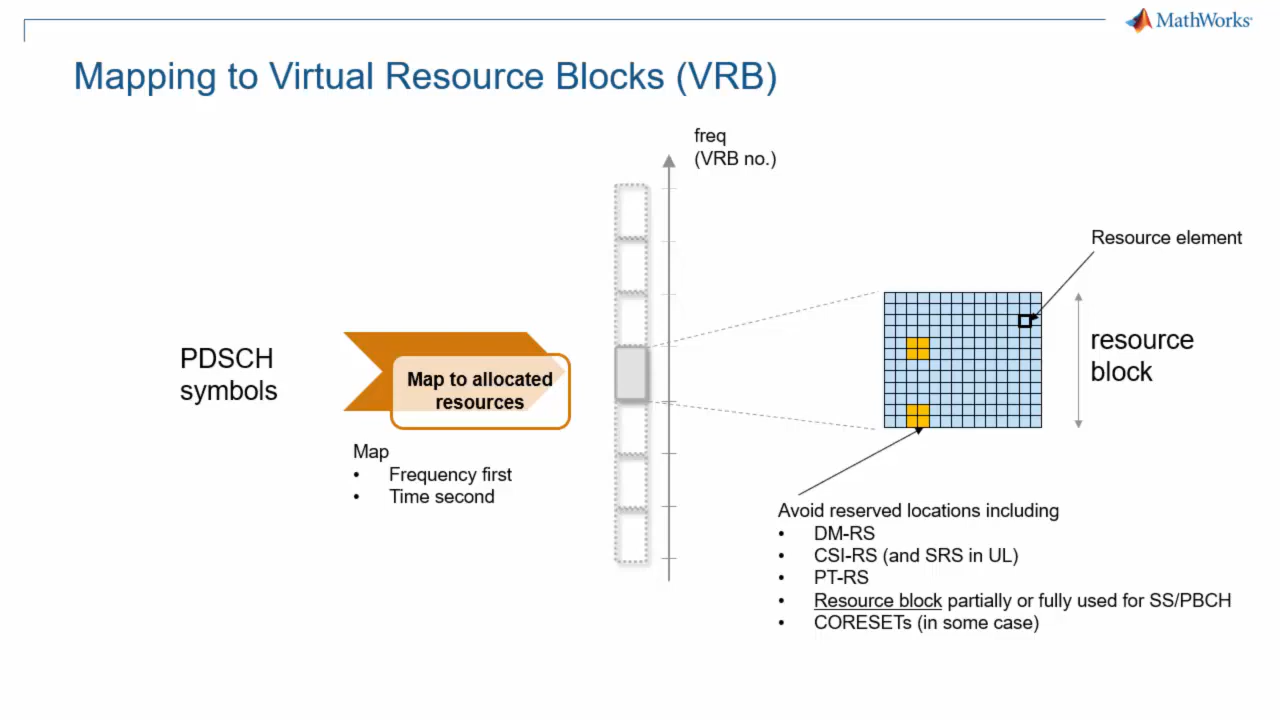 MathWorks
Mapping to Virtual Resource Blocks (VRB)
freq
(VRB no.)
Resource element
resource
block
PDSCH
symbols
Map to allocated
resources
Map
• Frequency first
• Time second
Avoid reserved locations including
• DM-RS
• CSI-RS (and SRS in UL)
• PT-RS
• Resource block partially or fully used for SS/PBCH
• CORESETs (in some case)